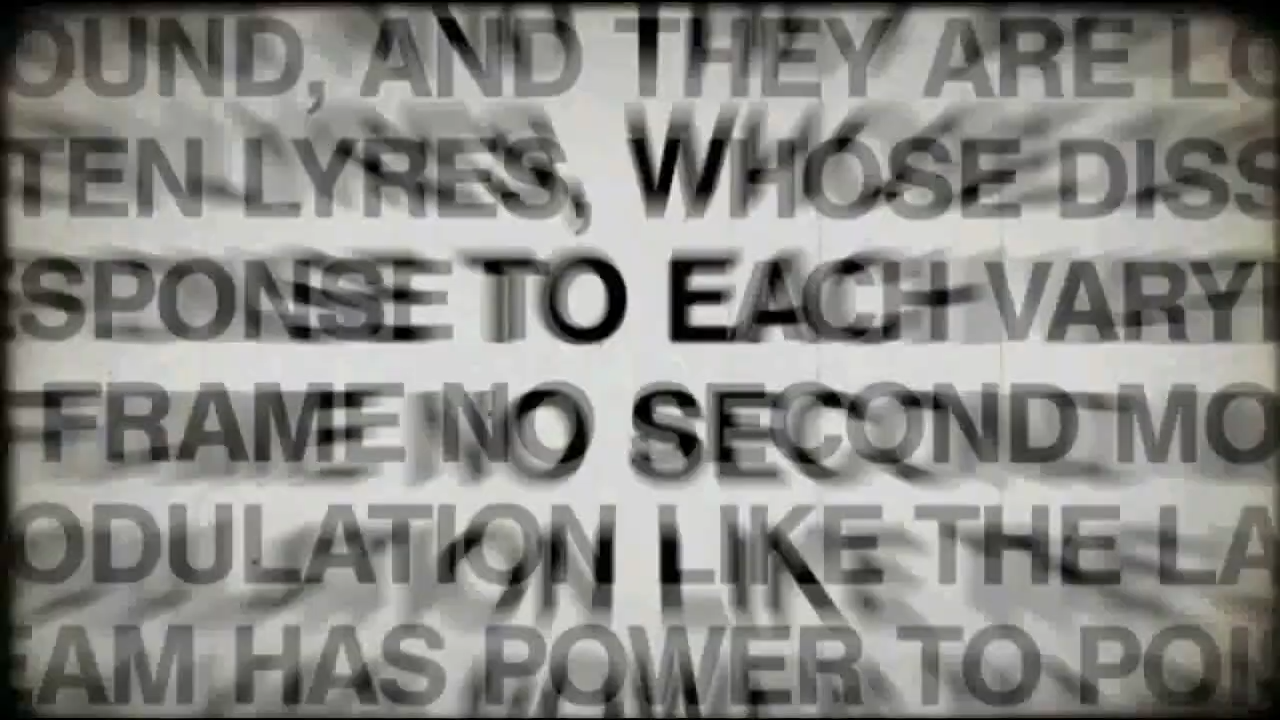 OUND, AND THEY ARE LO
TEN LYRES, WHOSE DISS
SPONSE TO EACH VARY
FRAME NO SECOND MO
ODULATION LIKE THE LA
EAM HAS POWER TO POI